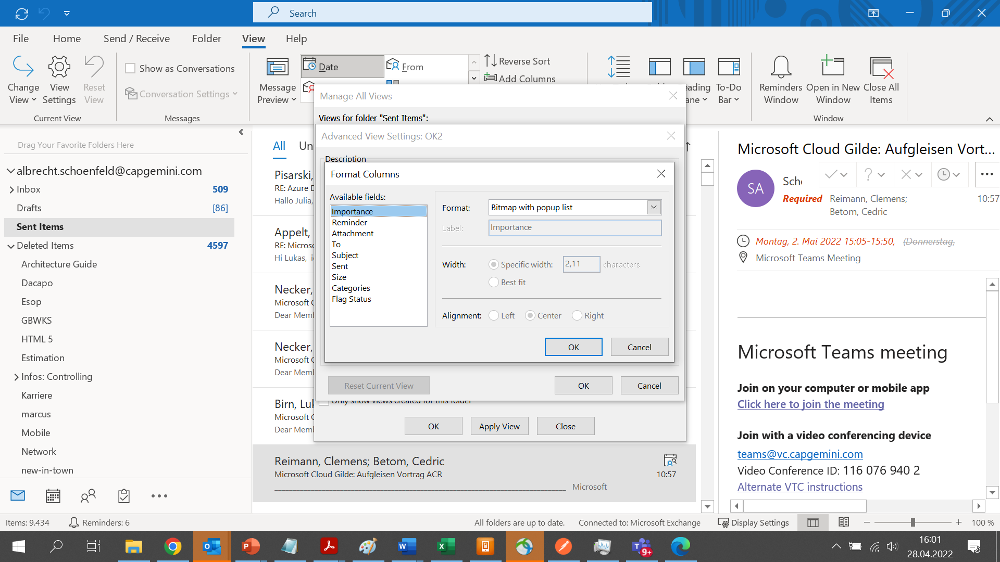 Search
File
Home
Send / Receive
Folder
View
Help
Change View
View Settings
Reset View
Current View
Show as Conversations
Conversation Settings
Messages
Message Preview
Date
From
Reverse Sort
Add Columns
To-Do Bar
Reminders Window
Open in New Window
Close All Items
Window
Drag Your Favorite Folders Here
albrecht.schoenfeld@capgemini.com
Inbox 509
Drafts [86]
Sent Items
Deleted Items 4597
Architecture Guide
Dacapo
Esop
GBWKS
HTML 5
Estimation
Infos: Controlling
Karriere
marcus
Mobile
Network
new-in-town
All
Pisarski,
RE: Azure
Hallo Julia,
Appelt,
Hi Lukas,
Necker,
Microsoft
Dear
Necker,
Microsoft
Dear
Birn,
Microsoft
Dear
Reimann, Clemens; Betom, Cedric
Microsoft Cloud Gilde: Aufgleisen Vortrag ACR 10:57
Microsoft
Manage All Views
Views for folder "Sent Items":
Advanced View Settings: OK2
Description
Format Columns
Available fields:
Importance
Reminder
Attachment
To
Subject
Sent
Size
Categories
Flag Status
Format: Bitmap with popup list
Label: Importance
Width: Specific width: 2,11 characters
Best fit
Alignment: Left Center Right
OK Cancel
Reset Current View OK Cancel
Only show views created for this folder
OK Apply View Close
Microsoft Cloud Gilde: Aufgleisen Vort...
SA
Required Reimann, Clemens; 10:57
Betom, Cedric
Montag, 2. Mai 2022 15:05-15:50, (Donnerstag,
Microsoft Teams Meeting
Microsoft Teams meeting
Join on your computer or mobile app
Click here to join the meeting
Join with a video conferencing device
teams@vc.capgemini.com
Video Conference ID: 116 076 940 2
Alternate VTC instructions
Items: 9.434
Reminders: 6
All folders are up to date.
Connected to: Microsoft Exchange
Display Settings
100 %
9+
16:01
28.04.2022